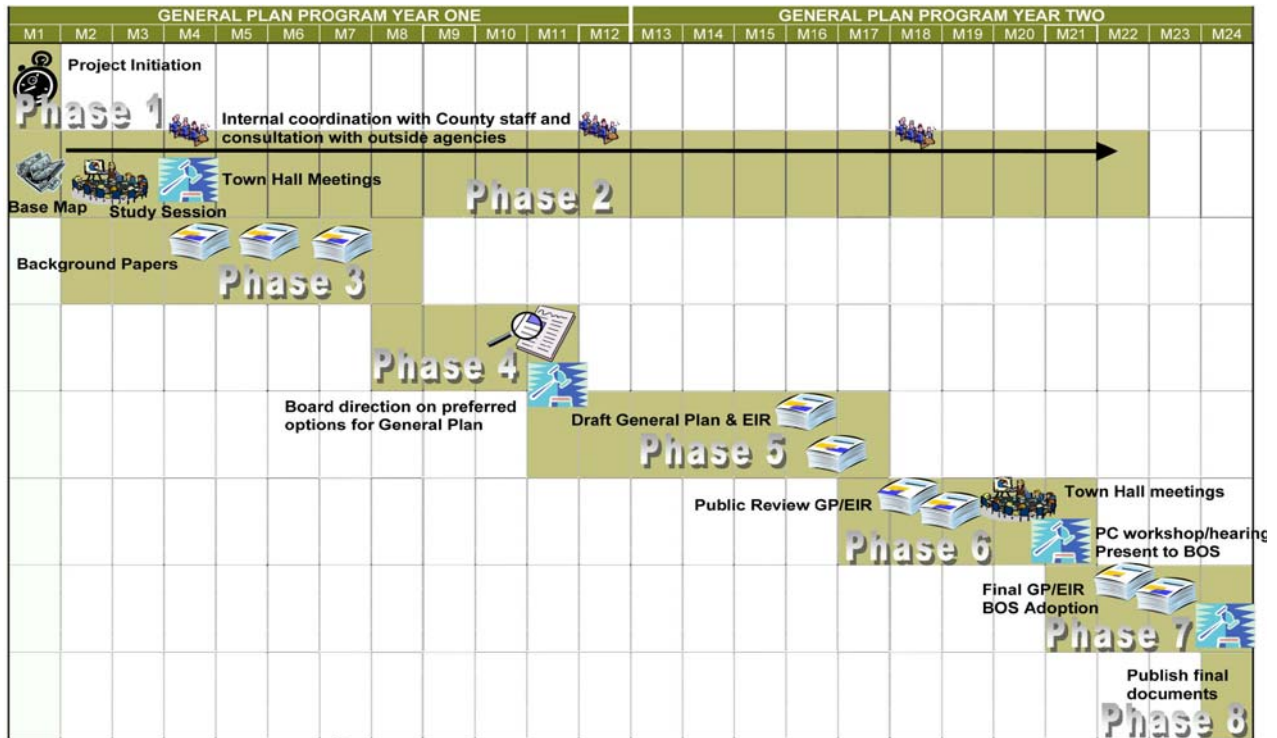 GENERAL PLAN PROGRAM YEAR ONE
GENERAL PLAN PROGRAM YEAR TWO
M1 M2 M3 M4 M5 M6 M7 M8 M9 M10 M11 M12 M13 M14 M15 M16 M17 M18 M19 M20 M21 M22 M23 M24
Project Initiation
Phase 1
Internal coordination with County staff and
consultation with outside agencies
Town Hall Meetings
Phase 2
Base Map
Study Session
Background Papers
Phase 3
Phase 4
Board direction on preferred
options for General Plan
Draft General Plan & EIR
Phase 5
Public Review GP/EIR
Town Hall meetings
Phase 6
PC workshop/hearing
Present to BOS
Final GP/EIR
BOS Adoption
Phase 7
Publish final
documents
Phase 8